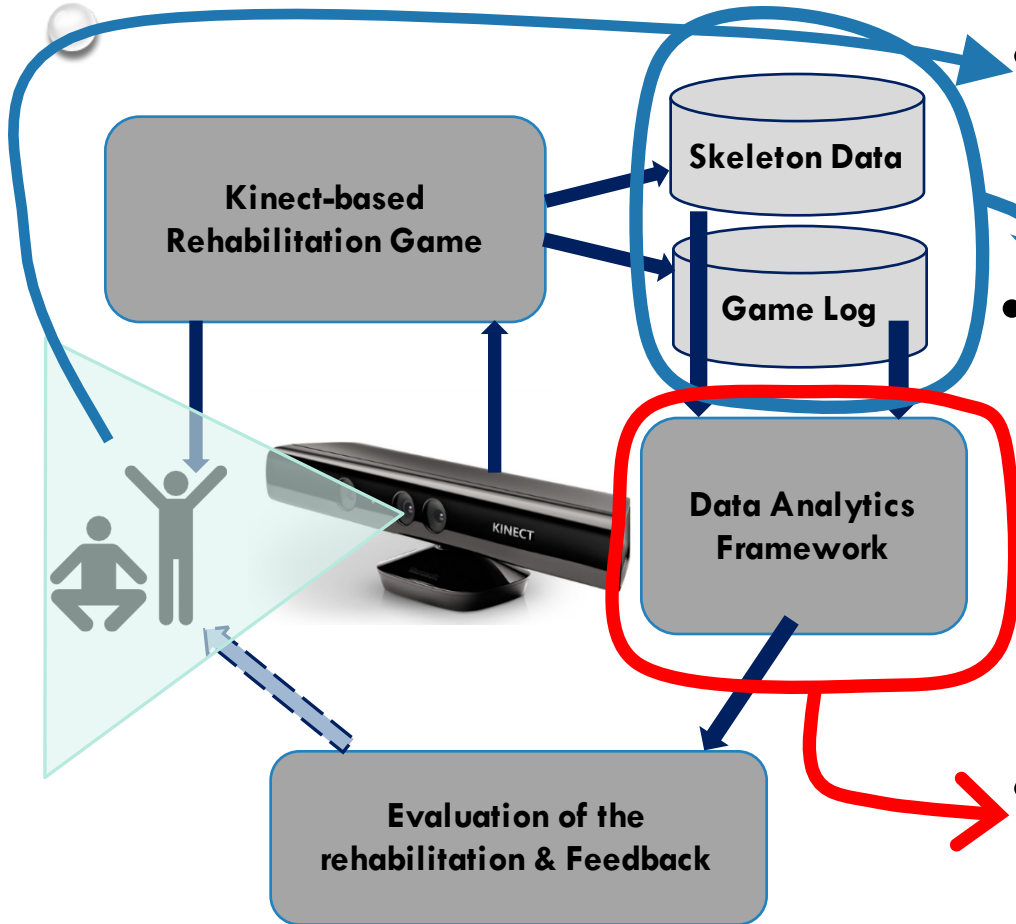 Skeleton Data
Kinect-based
Rehabilitation Game
Game Log
Data Analytics
Framework
KINECT
Evaluation of the
rehabilitation & Feedback